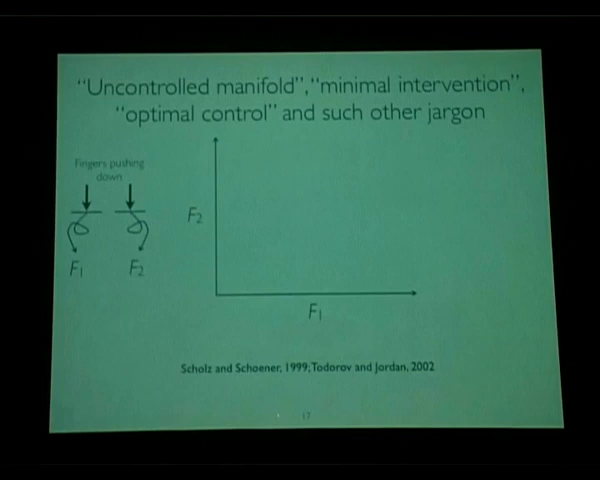 "Uncontrolled manifold", "minimal intervention",
"optimal control" and such other jargon
Fingers pushing
down
F2
F1
F2
F1
Scholz and Schoener, 1999; Todorov and Jordan, 2002
17